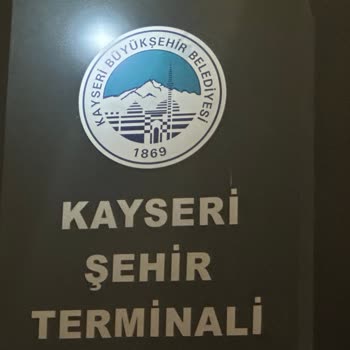 KAYSERİ BÜYÜKŞEHİR BELEDİYESİ
1869
KAYSERİ
ŞEHİR
TERMİNALİ